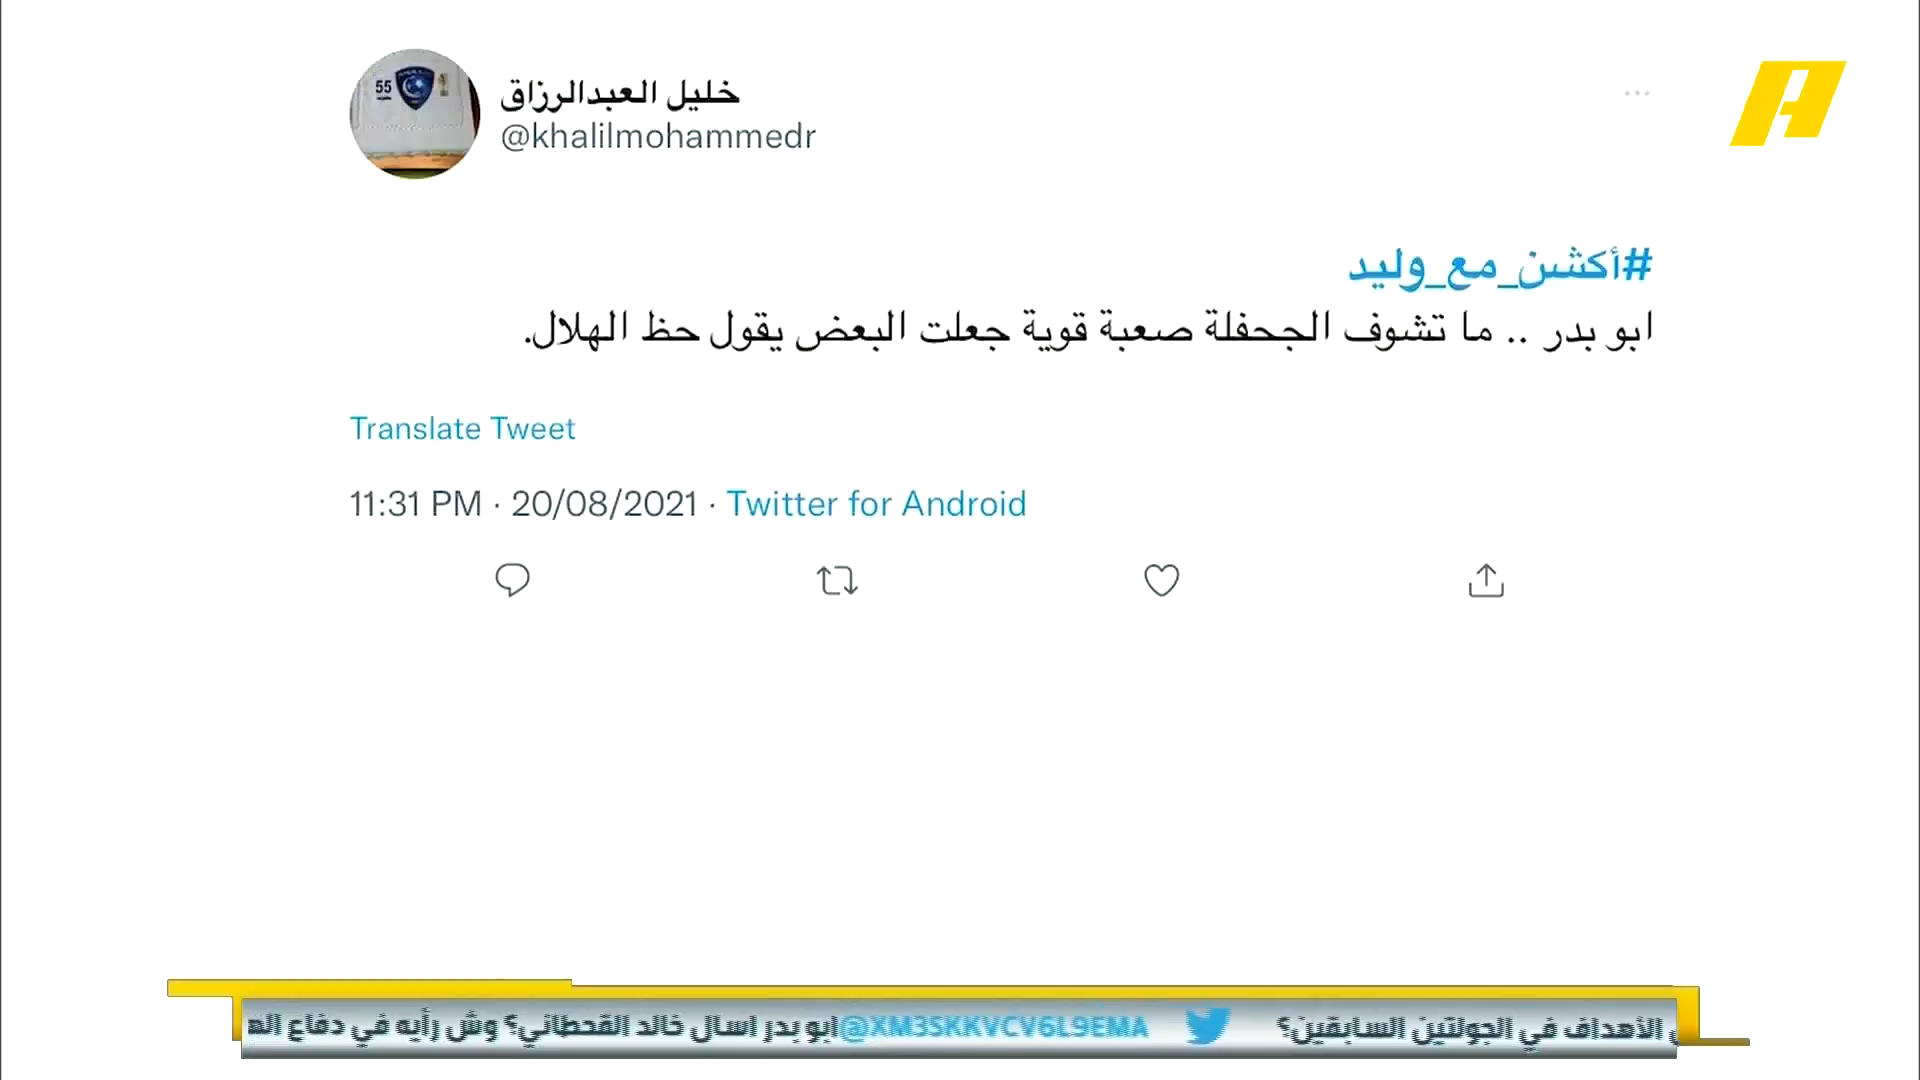 خليل العبدالرزاق
@khalilmohammedr
55
#أكشن_مع_وليد
ابو بدر .. ما تشوف الجحفلة صعبة قوية جعلت البعض يقول حظ الهلال.
Translate Tweet
11:31 PM · 20/08/2021 · Twitter for Android
الأهداف في الجولتين السابقين؟ @XM3SKKVCV6L9EMA ابو بدر اسال خالد القحطاني؟ وش رأيه في دفاع